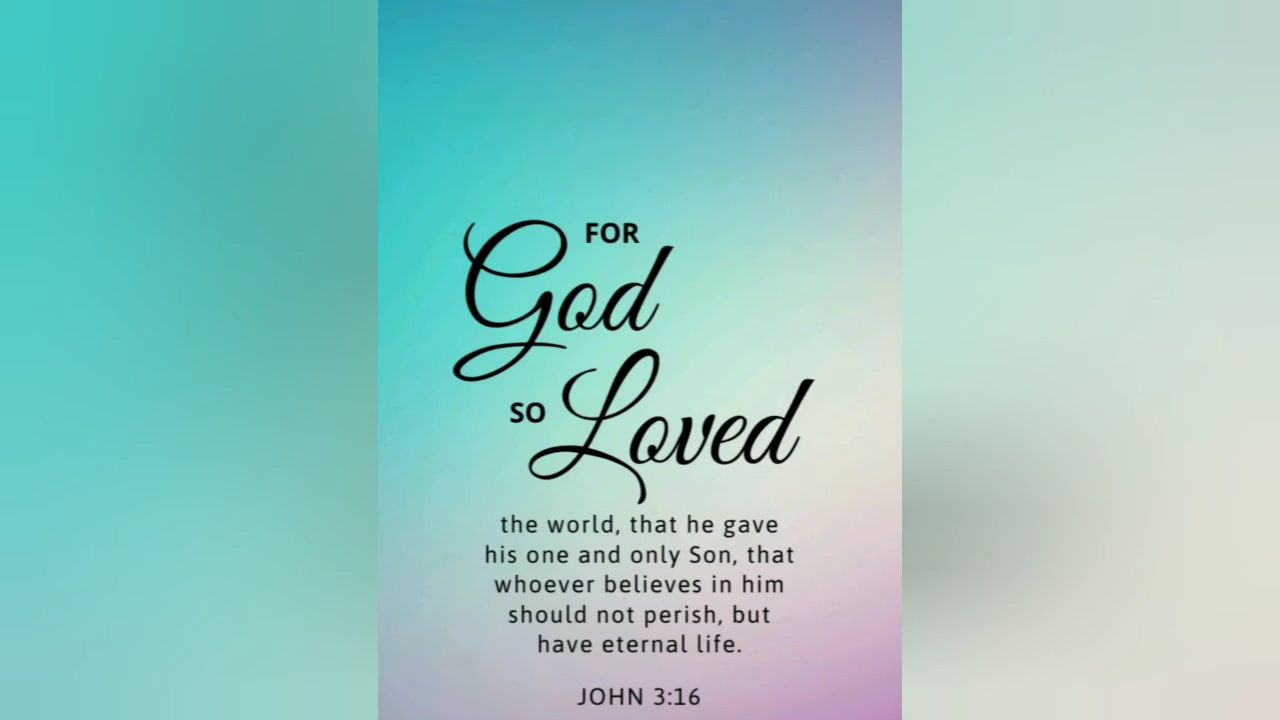 FOR
God
SO Loved
the world, that he gave
his one and only Son, that
whoever believes in him
should not perish, but
have eternal life.
JOHN 3:16